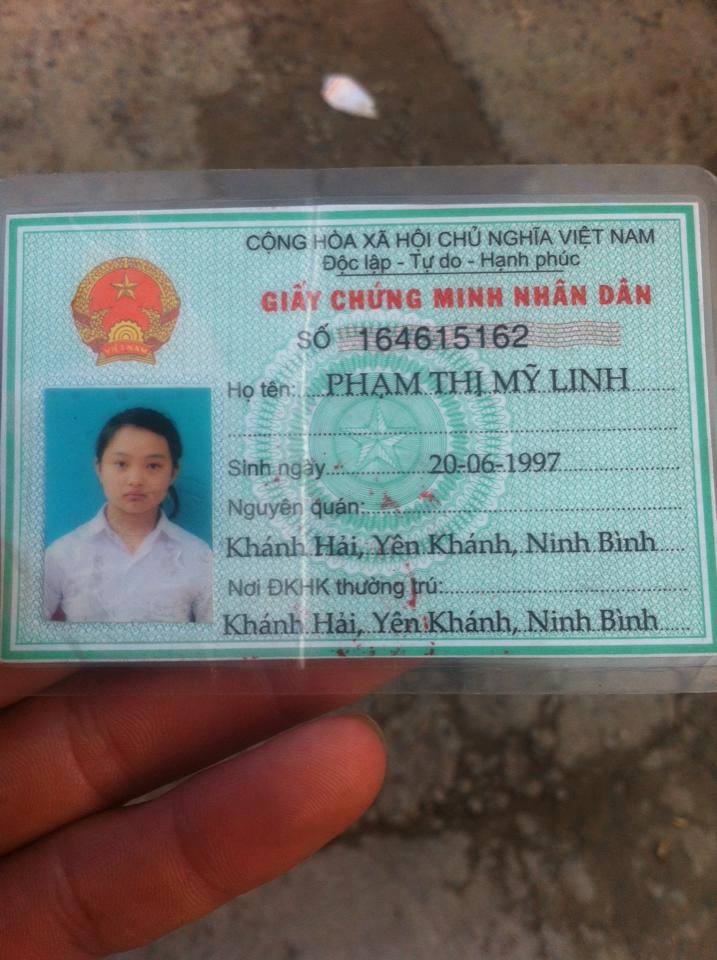 CỘNG HÒA XÃ HỘI CHỦ NGHĨA VIỆT NAM
Độc lập - Tự do - Hạnh phúc
GIẤY CHỨNG MINH NHÂN DÂN
SỐ 164615162
Họ tên: PHẠM THỊ MỸ LINH
Sinh ngày 20-06-1997
Nguyên quán:
Khánh Hải, Yên Khánh, Ninh Bình
Nơi ĐKHK thường trú:
Khánh Hải, Yên Khánh, Ninh Bình
VIỆT NAM